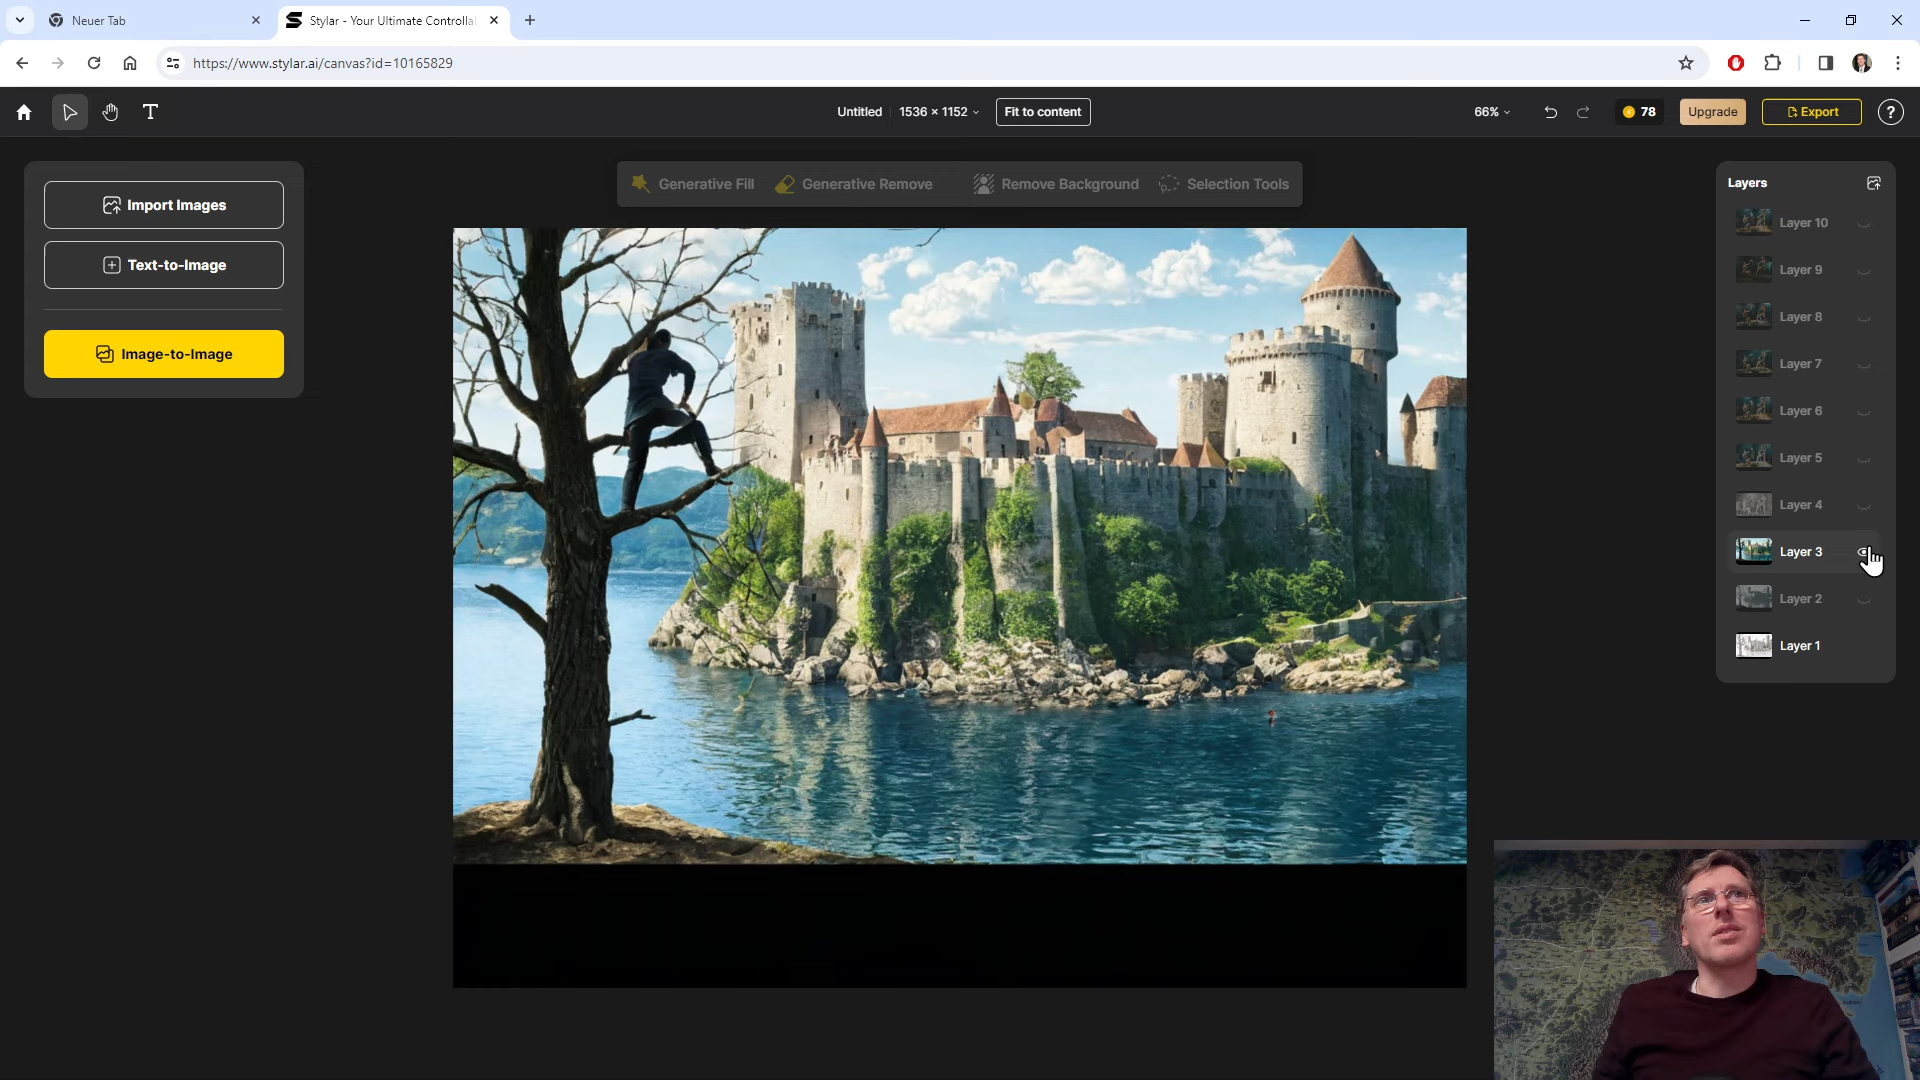 Neuer Tab
Stylar - Your Ultimate Controlla
https://www.stylar.ai/canvas?id=10165829
T
Untitled
1536 × 1152
Fit to content
66%
78
Upgrade
Export
?
Import Images
Text-to-Image
Image-to-Image
Generative Fill
Generative Remove
Remove Background
Selection Tools
Layers
Layer 10
Layer 9
Layer 8
Layer 7
Layer 6
Layer 5
Layer 4
Layer 3
Layer 2
Layer 1